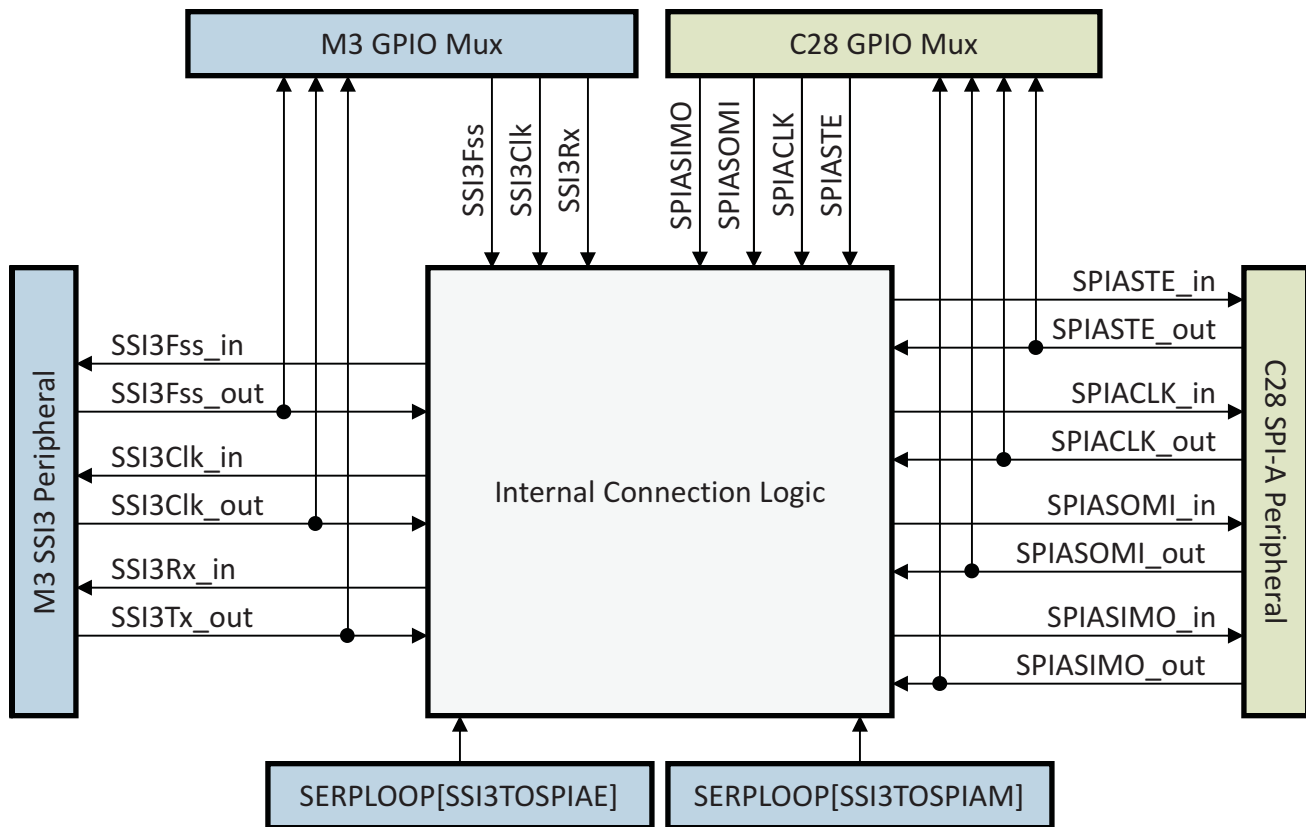 M3 GPIO Mux
C28 GPIO Mux
SSI3Fss
SSI3Clk
SSI3Rx
SPIASIMO
SPIASOMI
SPIACLK
SPIASTE
M3 SSI3 Peripheral
SSI3Fss_in
SSI3Fss_out
SSI3Clk_in
SSI3Clk_out
SSI3Rx_in
SSI3Tx_out
Internal Connection Logic
SPIASTE_in
SPIASTE_out
SPIACLK_in
SPIACLK_out
SPIASOMI_in
SPIASOMI_out
SPIASIMO_in
SPIASIMO_out
C28 SPI-A Peripheral
SERPLOOP[SSI3TOSPIAE]
SERPLOOP[SSI3TOSPIAM]